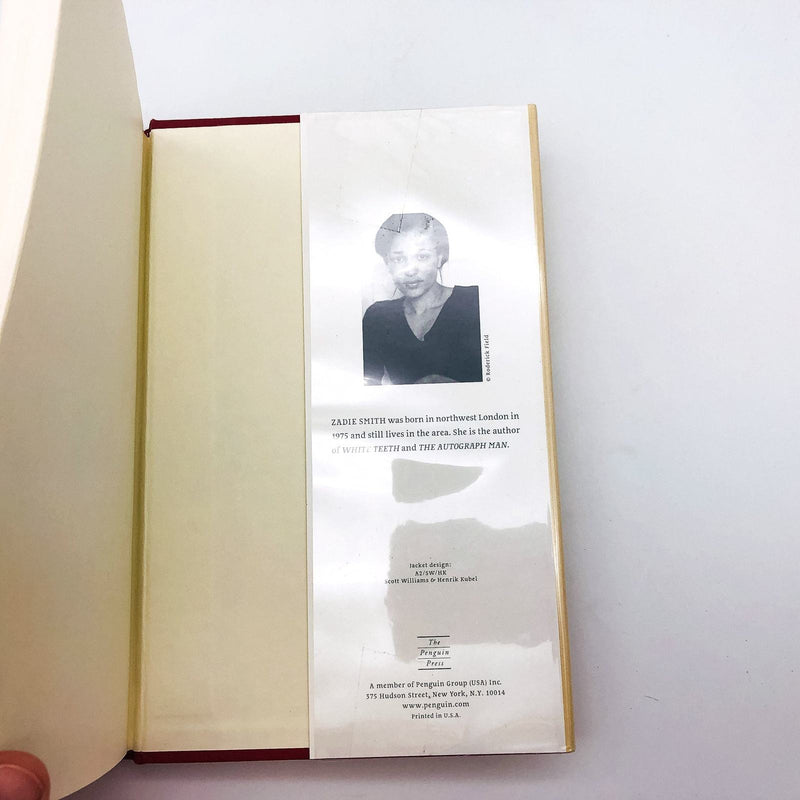 © Roderick Field
ZADIE SMITH was born in northwest London in
1975 and still lives in the area. She is the author
of WHITE TEETH and THE AUTOGRAPH MAN.
Jacket design:
A2/SW/HK
Scott Williams & Henrik Kubel
The
Penguin
Press
A member of Penguin Group (USA) Inc.
375 Hudson Street, New York, N.Y. 10014
www.penguin.com
Printed in U.S.A.